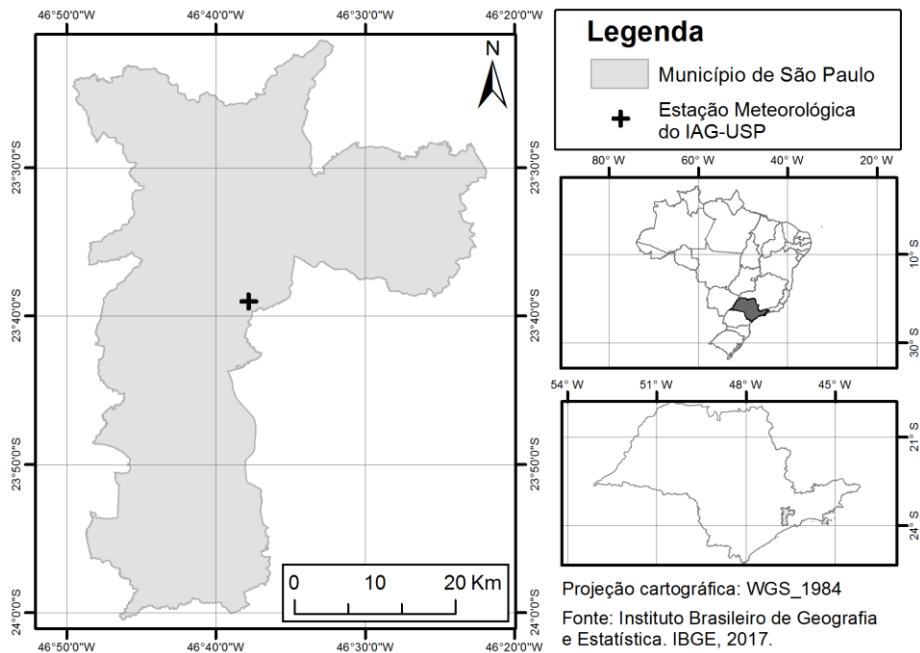 46°50'0"W 46°40'0"W 46°30'0"W 46°20'0"W
N
23°30'0"S 23°30'0"S
23°40'0"S 23°40'0"S
23°50'0"S 23°50'0"S
24°0'0"S 24°0'0"S
0 10 20 Km
46°50'0"W 46°40'0"W 46°30'0"W 46°20'0"W
Legenda
Município de São Paulo
Estação Meteorológica
do IAG-USP
80° W 60° W 40° W 20° W
10° S
30° S
54° W 51° W 48° W 45° W
21° S
24° S
Projeção cartográfica: WGS_1984
Fonte: Instituto Brasileiro de Geografia
e Estatística. IBGE, 2017.